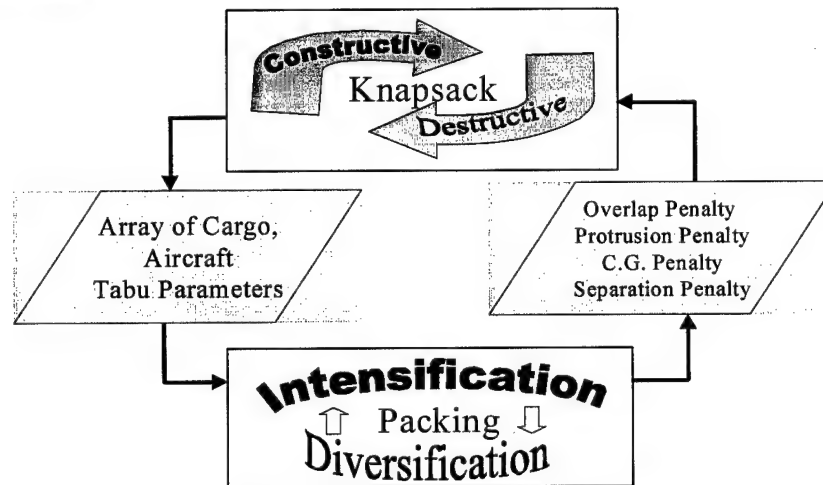 Constructive
Knapsack
Destructive
Array of Cargo,
Aircraft
Tabu Parameters
Overlap Penalty
Protrusion Penalty
C.G. Penalty
Separation Penalty
Intensification
Packing
Diversification